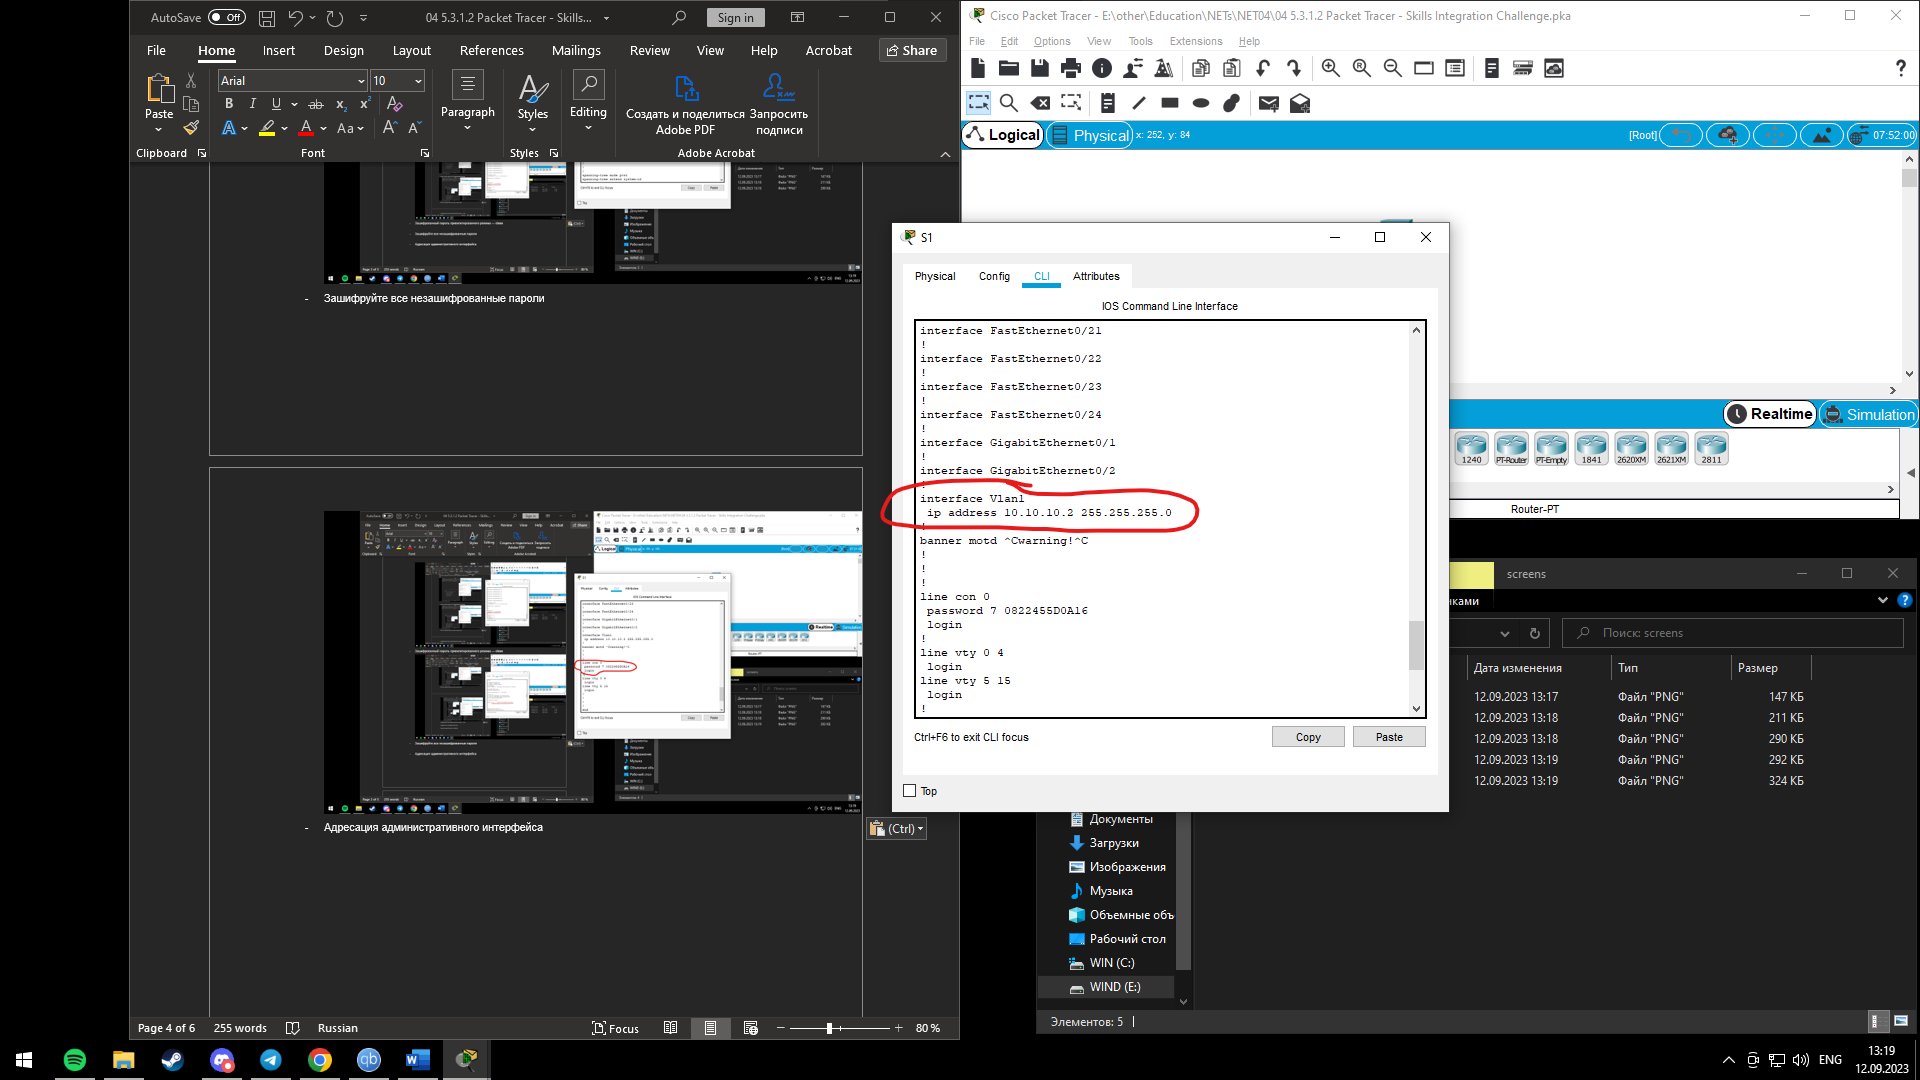 AutoSave
Off
04 5.3.1.2 Packet Tracer - Skills...
Sign in
File
Home
Insert
Design
Layout
References
Mailings
Review
View
Help
Acrobat
Share
Paste
Clipboard
Arial
10
B I U ab x₂ x²
A A Aa A A
Font
Paragraph
Styles
Styles
Editing
Создать и поделиться Adobe PDF
Запросить подписи
Adobe Acrobat
- Зашифруйте все незашифрованные пароли
- Адресация административного интерфейса
(Ctrl)
Page 4 of 6
255 words
Russian
Focus
80 %
Cisco Packet Tracer - E:\other\Education\NETs\NET04\04 5.3.1.2 Packet Tracer - Skills Integration Challenge.pka
File
Edit
Options
View
Tools
Extensions
Help
?
Logical
Physical
x: 252, y: 84
[Root]
07:52:00
Realtime
Simulation
1240
PT-Router
PT-Empty
1841
2620XM
2621XM
2811
Router-PT
S1
Physical
Config
CLI
Attributes
IOS Command Line Interface
interface FastEthernet0/21
!
interface FastEthernet0/22
!
interface FastEthernet0/23
!
interface FastEthernet0/24
!
interface GigabitEthernet0/1
!
interface GigabitEthernet0/2
!
interface Vlan1
ip address 10.10.10.2 255.255.255.0
!
banner motd ^Cwarning!^C
!
!
!
line con 0
password 7 0822455D0A16
login
!
line vty 0 4
login
line vty 5 15
login
!
Ctrl+F6 to exit CLI focus
Copy
Paste
Top
screens
нками
Поиск: screens
Дата изменения
Тип
Размер
12.09.2023 13:17
Файл "PNG"
147 КБ
12.09.2023 13:18
Файл "PNG"
211 КБ
12.09.2023 13:18
Файл "PNG"
290 КБ
12.09.2023 13:19
Файл "PNG"
292 КБ
12.09.2023 13:19
Файл "PNG"
324 КБ
Документы
Загрузки
Изображения
Музыка
Объемные объ
Рабочий стол
WIN (C:)
WIND (E:)
Элементов: 5
ENG
13:19
12.09.2023